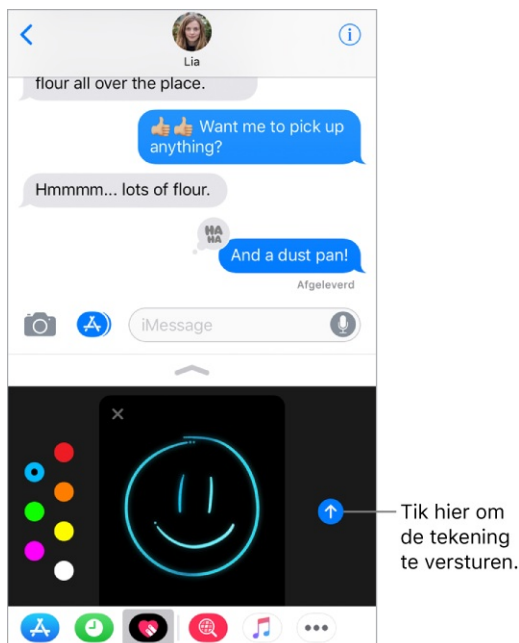 Lia
flour all over the place.
👍🏼👍🏼 Want me to pick up
anything?
Hmmmm... lots of flour.
HA
HA
And a dust pan!
Afgeleverd
iMessage
Tik hier om
de tekening
te versturen.